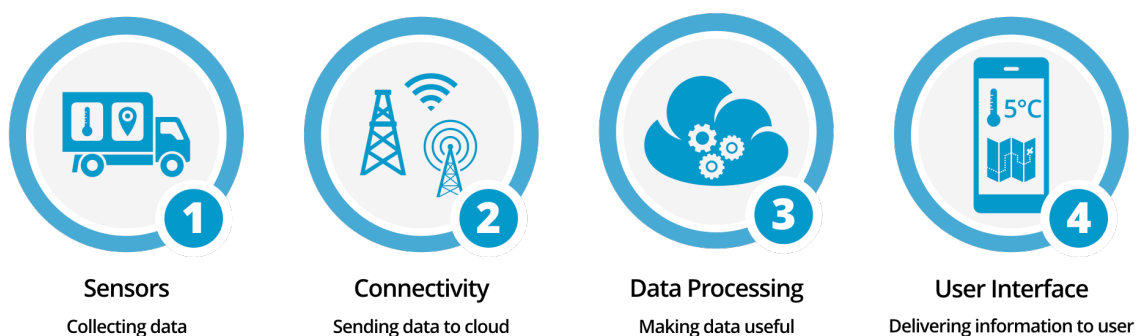 1
2
3
5°C
4
Sensors
Connectivity
Data Processing
User Interface
Collecting data
Sending data to cloud
Making data useful
Delivering information to user